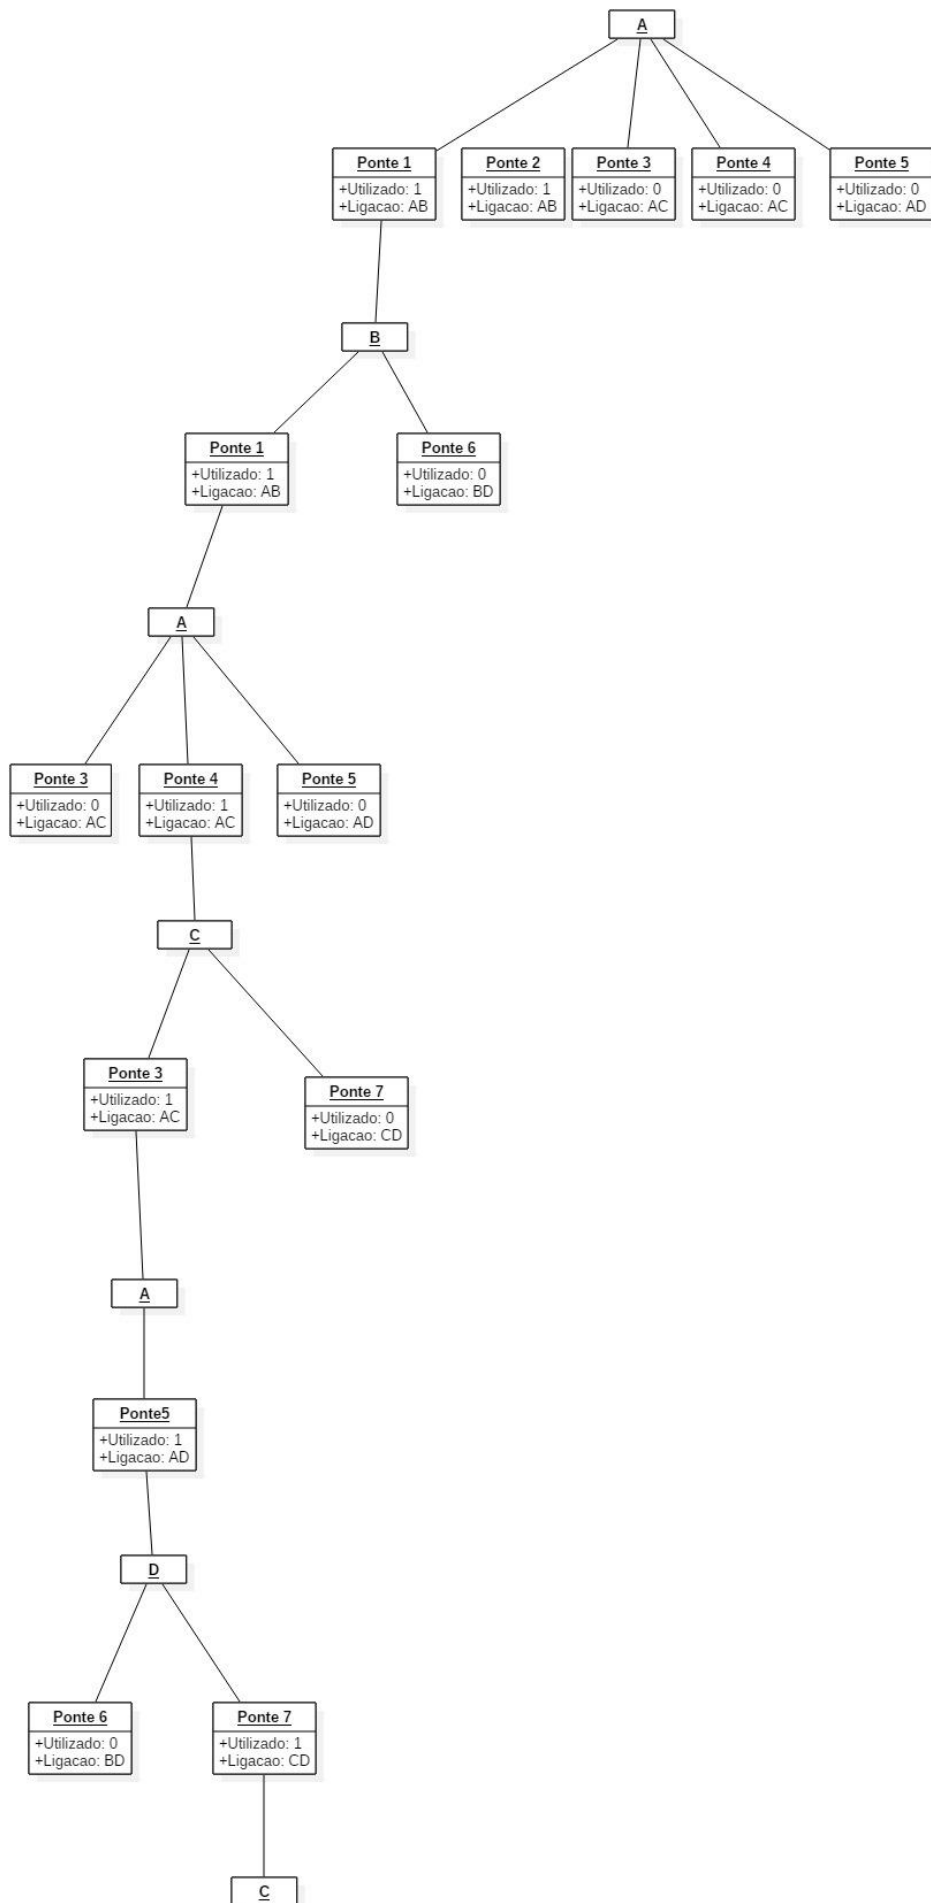 A
Ponte 1
+Utilizado: 1
+Ligacao: AB
Ponte 2
+Utilizado: 1
+Ligacao: AB
Ponte 3
+Utilizado: 0
+Ligacao: AC
Ponte 4
+Utilizado: 0
+Ligacao: AC
Ponte 5
+Utilizado: 0
+Ligacao: AD
B
Ponte 1
+Utilizado: 1
+Ligacao: AB
Ponte 6
+Utilizado: 0
+Ligacao: BD
A
Ponte 3
+Utilizado: 0
+Ligacao: AC
Ponte 4
+Utilizado: 1
+Ligacao: AC
Ponte 5
+Utilizado: 0
+Ligacao: AD
C
Ponte 3
+Utilizado: 1
+Ligacao: AC
Ponte 7
+Utilizado: 0
+Ligacao: CD
A
Ponte5
+Utilizado: 1
+Ligacao: AD
D
Ponte 6
+Utilizado: 0
+Ligacao: BD
Ponte 7
+Utilizado: 1
+Ligacao: CD
C